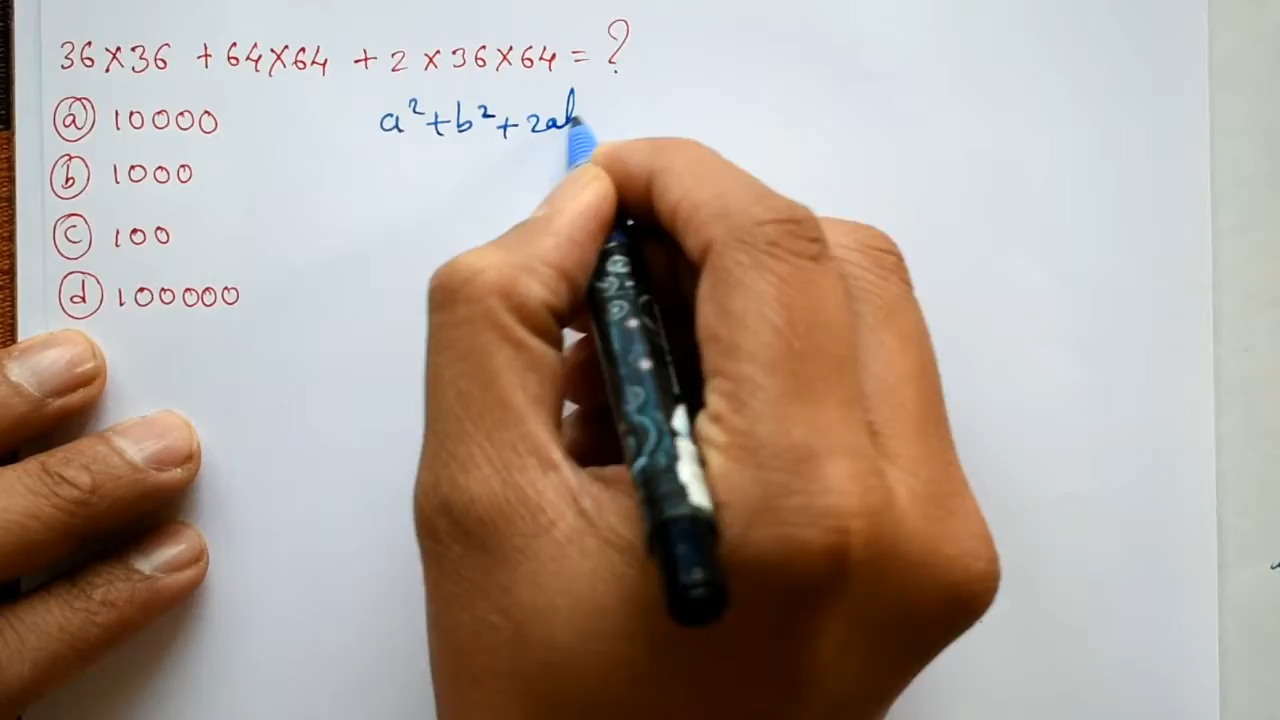 36×36 + 64×64 + 2 × 36×64 = ?
a² + b² + 2ab
(a) 10000
(b) 1000
(c) 100
(d) 100000